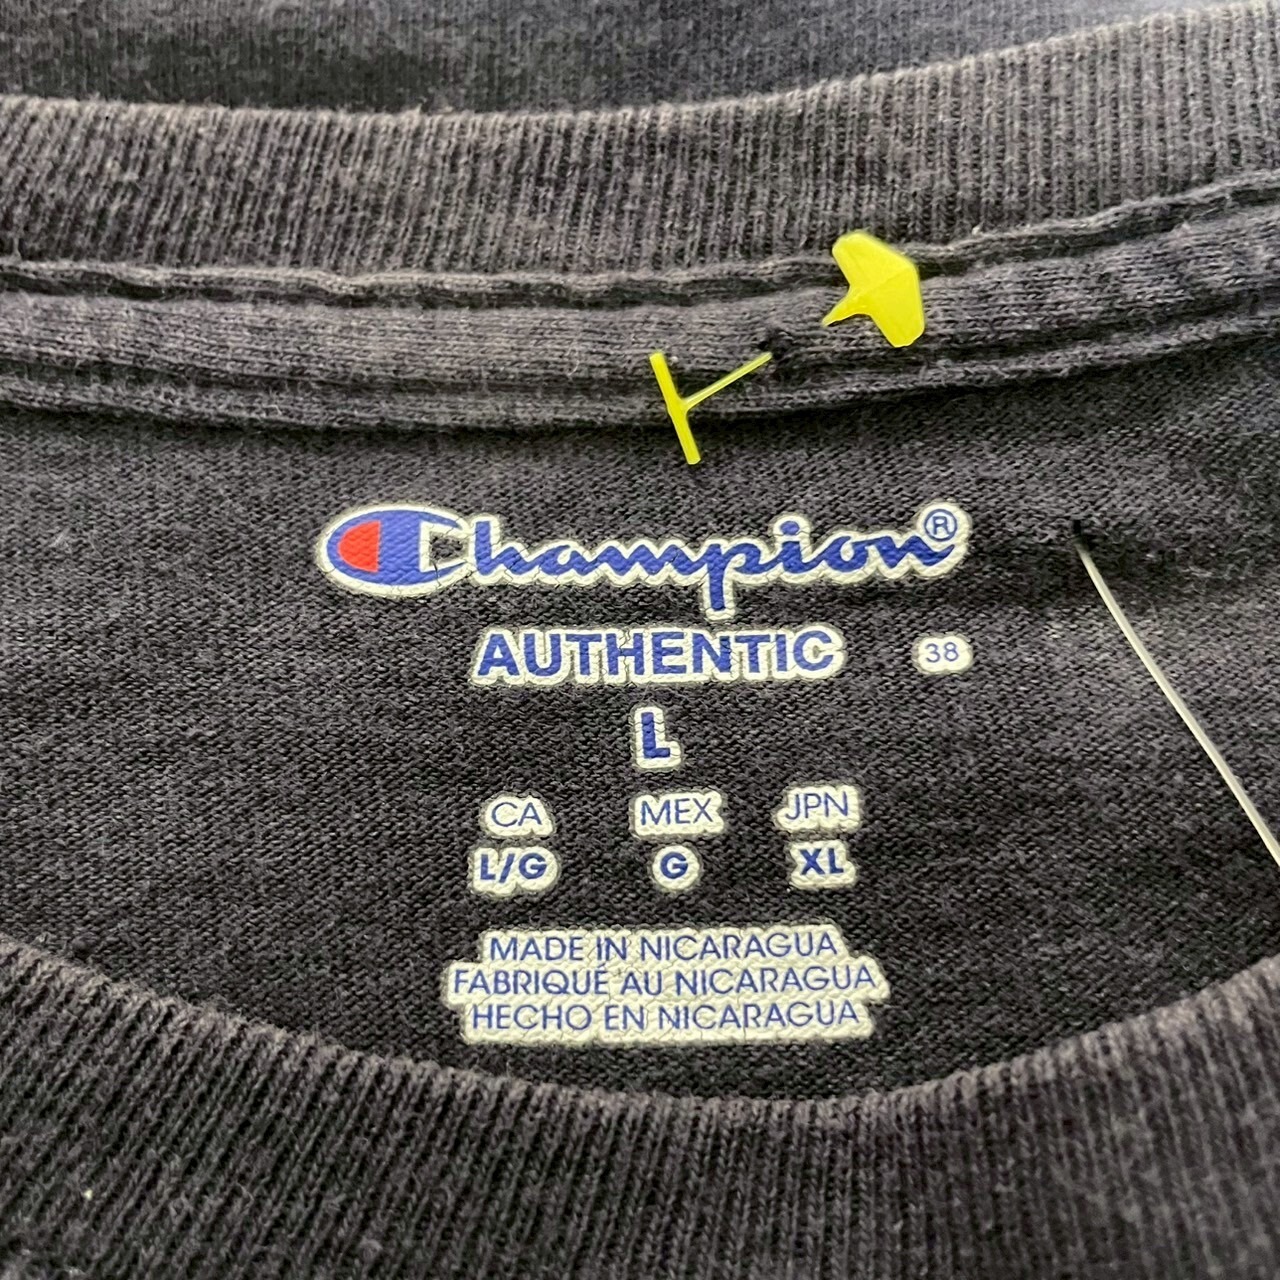 Champion®
AUTHENTIC 38
L
CA MEX JPN
L/G G XL
MADE IN NICARAGUA
FABRIQUÉ AU NICARAGUA
HECHO EN NICARAGUA